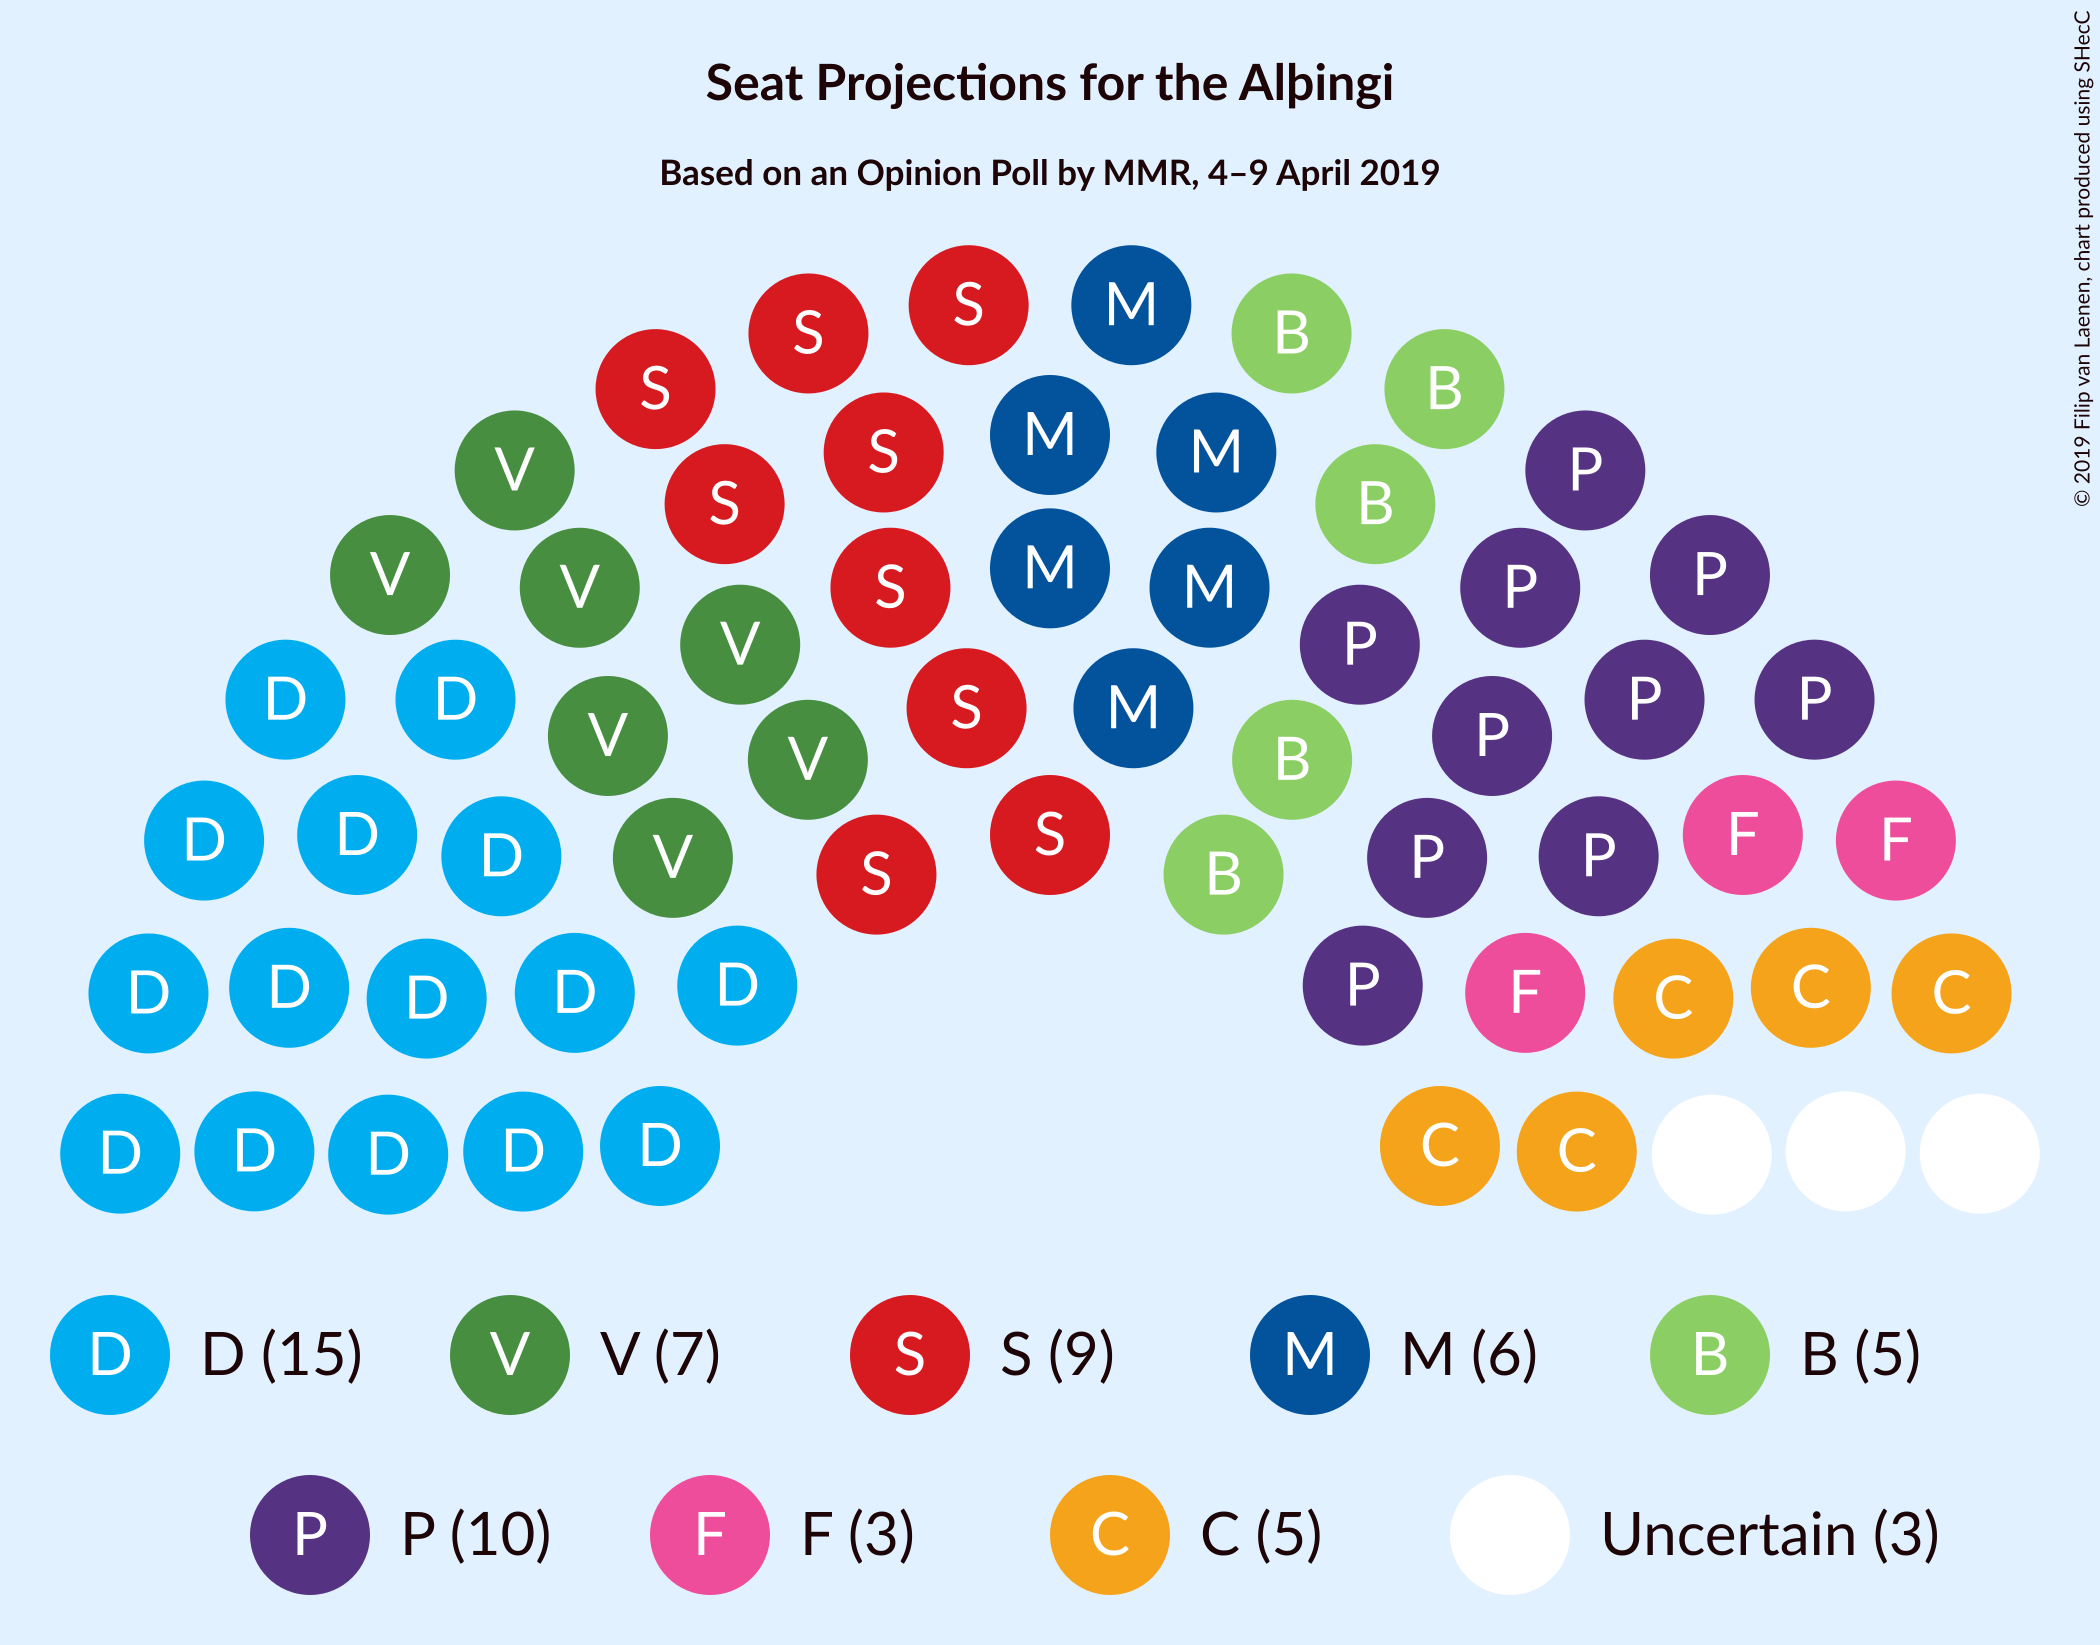 Seat Projections for the Alþingi
Based on an Opinion Poll by MMR, 4–9 April 2019
© 2019 Filip van Laenen, chart produced using SHecC
S M
S B
S B
M
S M
V P
S B
M
V P
S M
V P
V P
D D P P
S M
V P
V B
D F
D F
S
D P
V P
S B
D P
D C
D F
D C
D C
D D
D D C C
D D
D D (15) V V (7) S S (9) M M (6) B B (5)
P P (10) F F (3) C C (5) Uncertain (3)